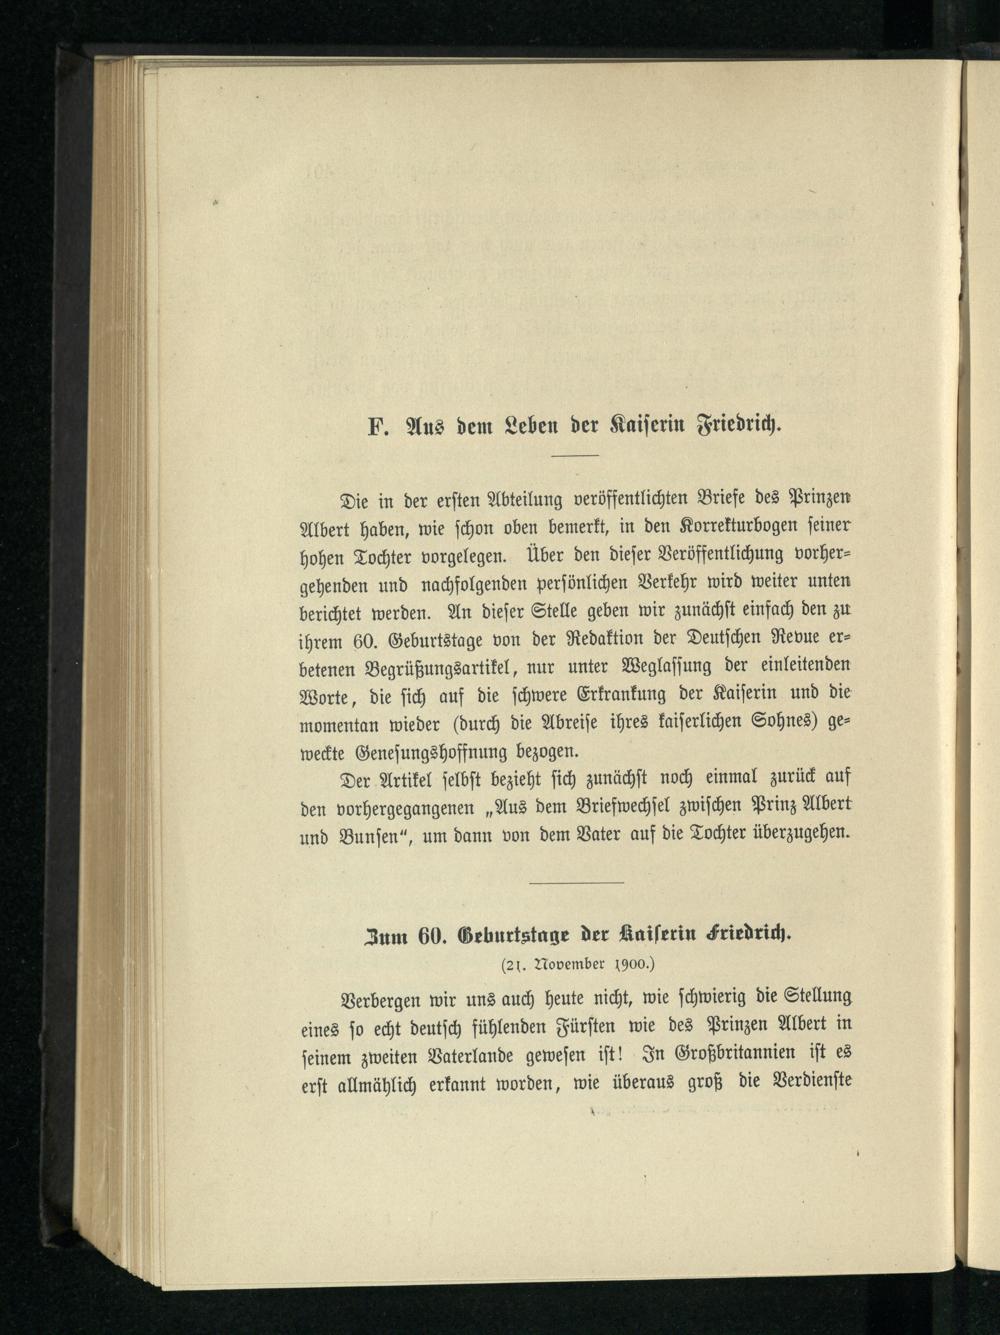 F. Aus dem Leben der Kaiserin Friedrich.
Die in der ersten Abteilung veröffentlichten Briefe des Prinzen
Albert haben, wie schon oben bemerkt, in den Korrekturbogen seiner
hohen Tochter vorgelegen. Über den dieser Veröffentlichung vorher-
gehenden und nachfolgenden persönlichen Verkehr wird weiter unten
berichtet werden. An dieser Stelle geben wir zunächst einfach den zu
ihrem 60. Geburtstage von der Redaktion der Deutschen Revue er-
betenen Begrüßungsartikel, nur unter Weglassung der einleitenden
Worte, die sich auf die schwere Erkrankung der Kaiserin und die
momentan wieder (durch die Abreise ihres kaiserlichen Sohnes) ge-
weckte Genesungshoffnung bezogen.
Der Artikel selbst bezieht sich zunächst noch einmal zurück auf
den vorhergegangenen „Aus dem Briefwechsel zwischen Prinz Albert
und Bunsen“, um dann von dem Vater auf die Tochter überzugehen.
Zum 60. Geburtstage der Kaiserin Friedrich.
(21. November 1900.)
Verbergen wir uns auch heute nicht, wie schwierig die Stellung
eines so echt deutsch fühlenden Fürsten wie des Prinzen Albert in
seinem zweiten Vaterlande gewesen ist! In Großbritannien ist es
erst allmählich erkannt worden, wie überaus groß die Verdienste